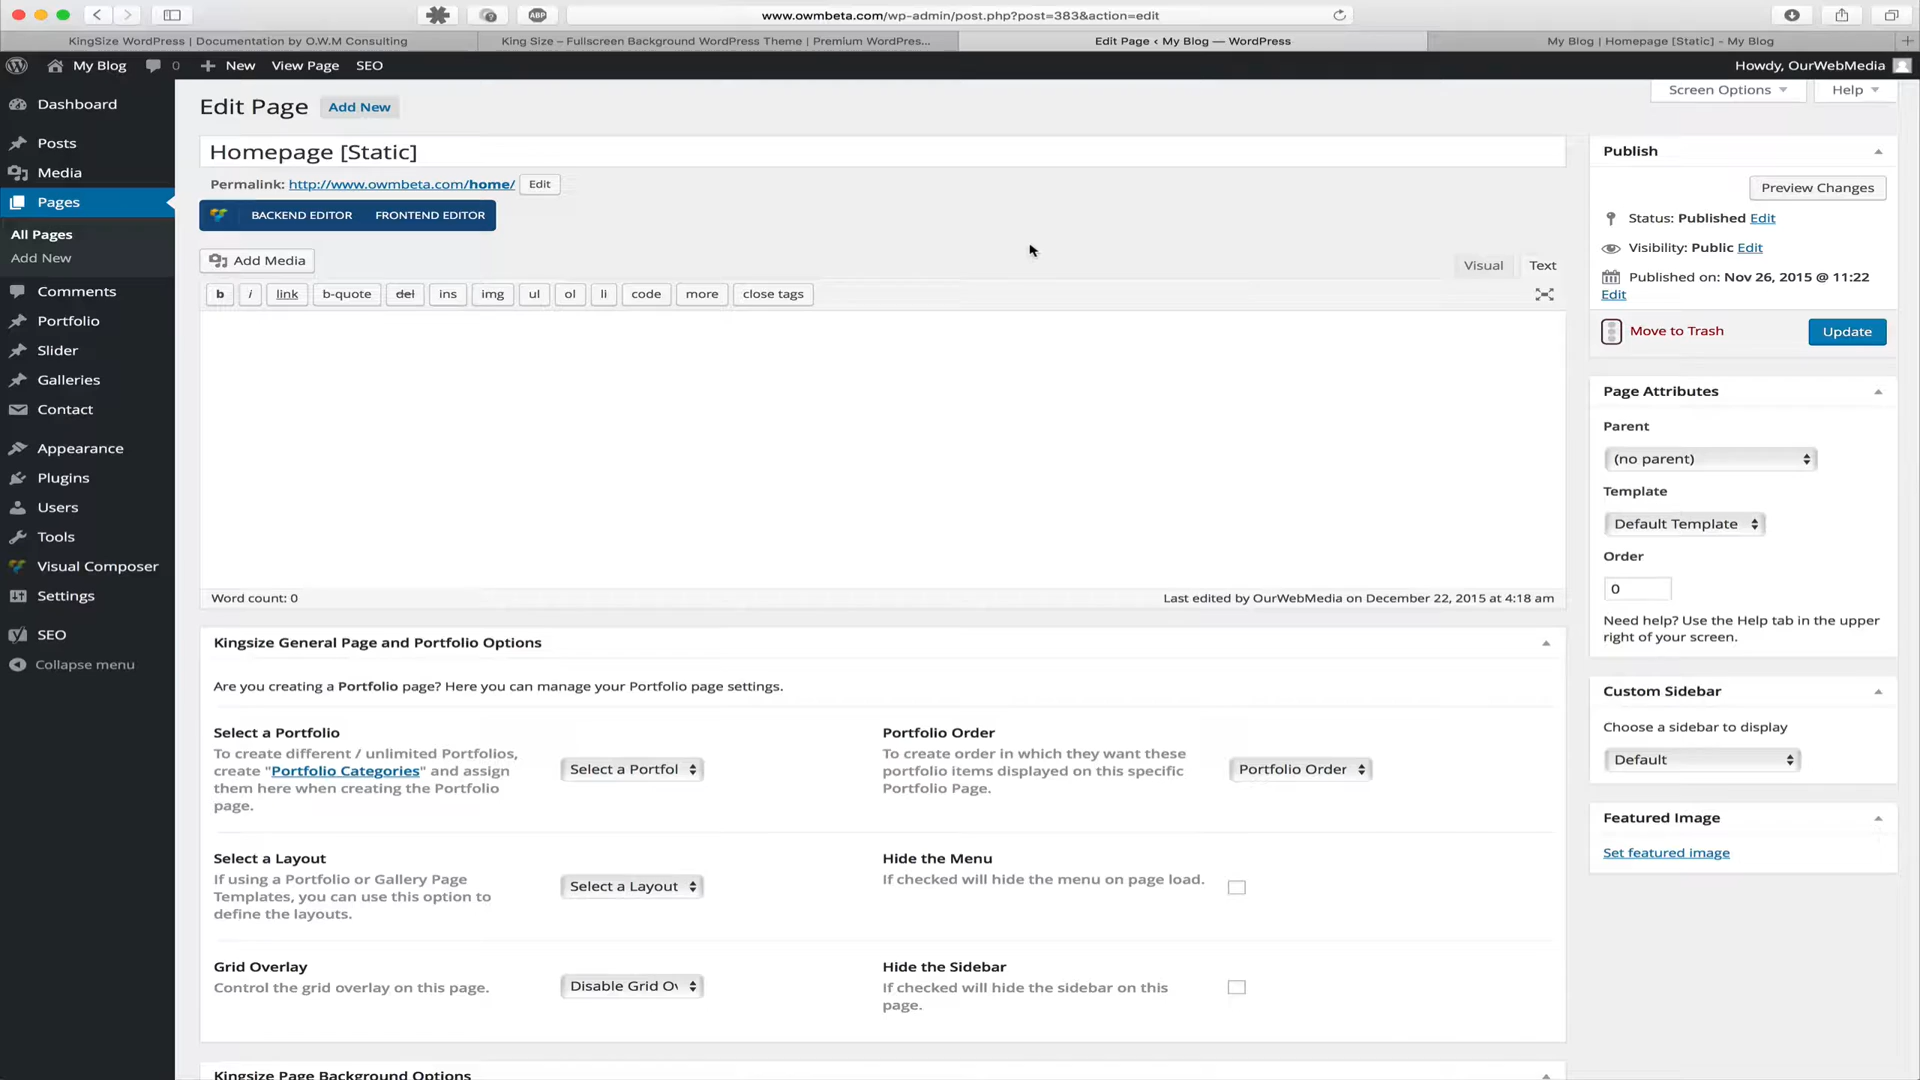 www.owmbeta.com/wp-admin/post.php?post=383&action=edit
KingSize WordPress | Documentation by O.W.M Consulting
King Size – Fullscreen Background WordPress Theme | Premium WordPres...
Edit Page ‹ My Blog — WordPress
My Blog | Homepage [Static] - My Blog
My Blog
0
New
View Page
SEO
Howdy, OurWebMedia
Dashboard
Posts
Media
Pages
All Pages
Add New
Comments
Portfolio
Slider
Galleries
Contact
Appearance
Plugins
Users
Tools
Visual Composer
Settings
SEO
Collapse menu
Screen Options
Help
Edit Page
Add New
Homepage [Static]
Permalink: http://www.owmbeta.com/home/ Edit
BACKEND EDITOR
FRONTEND EDITOR
Add Media
Visual
Text
b
i
link
b-quote
del
ins
img
ul
ol
li
code
more
close tags
Word count: 0
Last edited by OurWebMedia on December 22, 2015 at 4:18 am
Kingsize General Page and Portfolio Options
Are you creating a Portfolio page? Here you can manage your Portfolio page settings.
Select a Portfolio
To create different / unlimited Portfolios,
create "Portfolio Categories" and assign
them here when creating the Portfolio
page.
Select a Portfol
Portfolio Order
To create order in which they want these
portfolio items displayed on this specific
Portfolio Page.
Portfolio Order
Select a Layout
If using a Portfolio or Gallery Page
Templates, you can use this option to
define the layouts.
Select a Layout
Hide the Menu
If checked will hide the menu on page load.
Grid Overlay
Control the grid overlay on this page.
Disable Grid Ov
Hide the Sidebar
If checked will hide the sidebar on this
page.
Kingsize Page Background Options
Publish
Preview Changes
Status: Published Edit
Visibility: Public Edit
Published on: Nov 26, 2015 @ 11:22
Edit
Move to Trash
Update
Page Attributes
Parent
(no parent)
Template
Default Template
Order
0
Need help? Use the Help tab in the upper
right of your screen.
Custom Sidebar
Choose a sidebar to display
Default
Featured Image
Set featured image
ABP